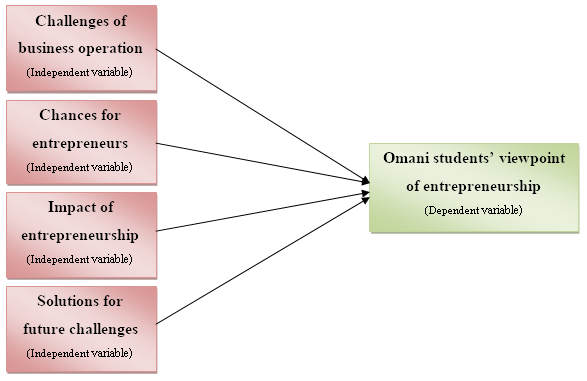 Challenges of
business operation
(Independent variable)
Chances for
entrepreneurs
(Independent variable)
Impact of
entrepreneurship
(Independent variable)
Solutions for
future challenges
(Independent variable)
Omani students’ viewpoint
of entrepreneurship
(Dependent variable)